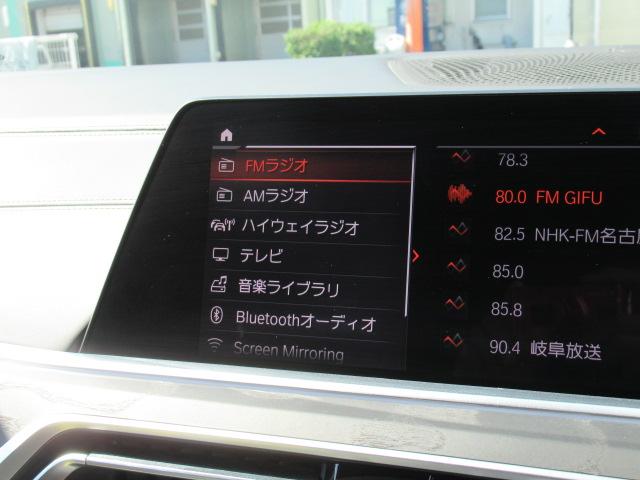 FMラジオ
AMラジオ
ハイウェイラジオ
テレビ
音楽ライブラリ
Bluetoothオーディオ
Screen Mirroring
78.3
80.0 FM GIFU
82.5 NHK-FM名古屋
85.0
85.8
90.4 岐阜放送